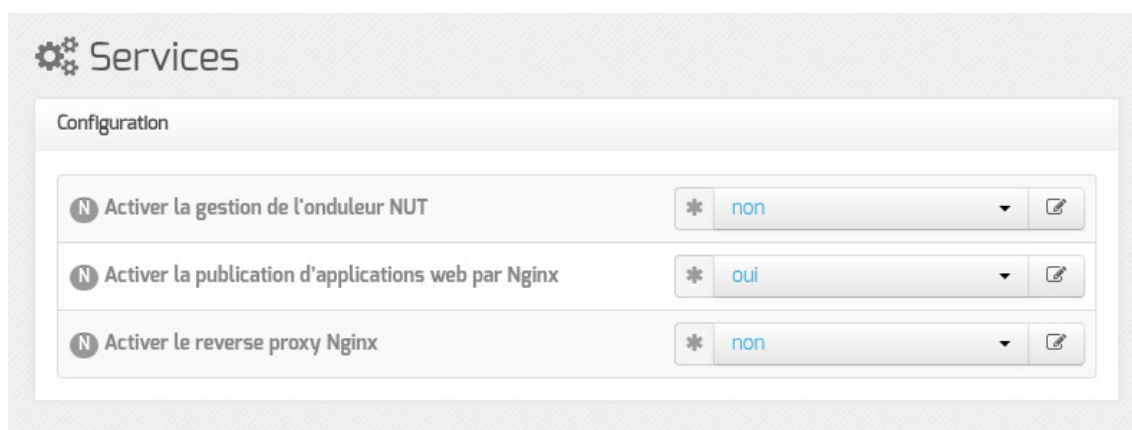 Services
Configuration
N Activer la gestion de l'onduleur NUT * non
N Activer la publication d'applications web par Nginx * oui
N Activer le reverse proxy Nginx * non